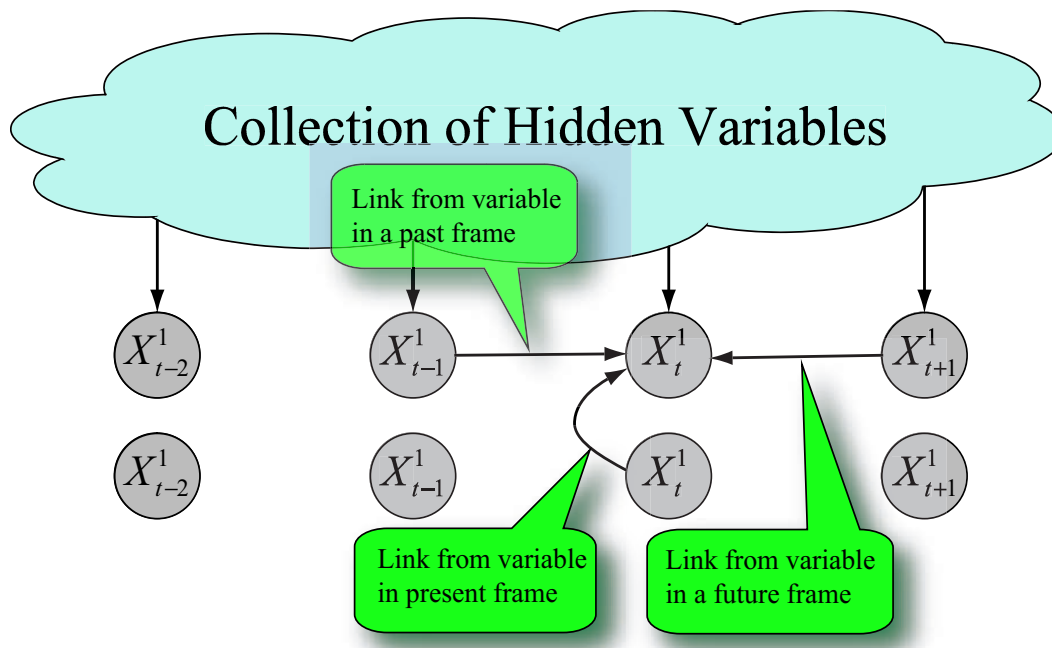 Collection of Hidden Variables
Link from variable
in a past frame
X^1_{t-2} X^1_{t-1} X^1_t X^1_{t+1}
X^1_{t-2} X^1_{t-1} X^1_t X^1_{t+1}
Link from variable
in present frame
Link from variable
in a future frame